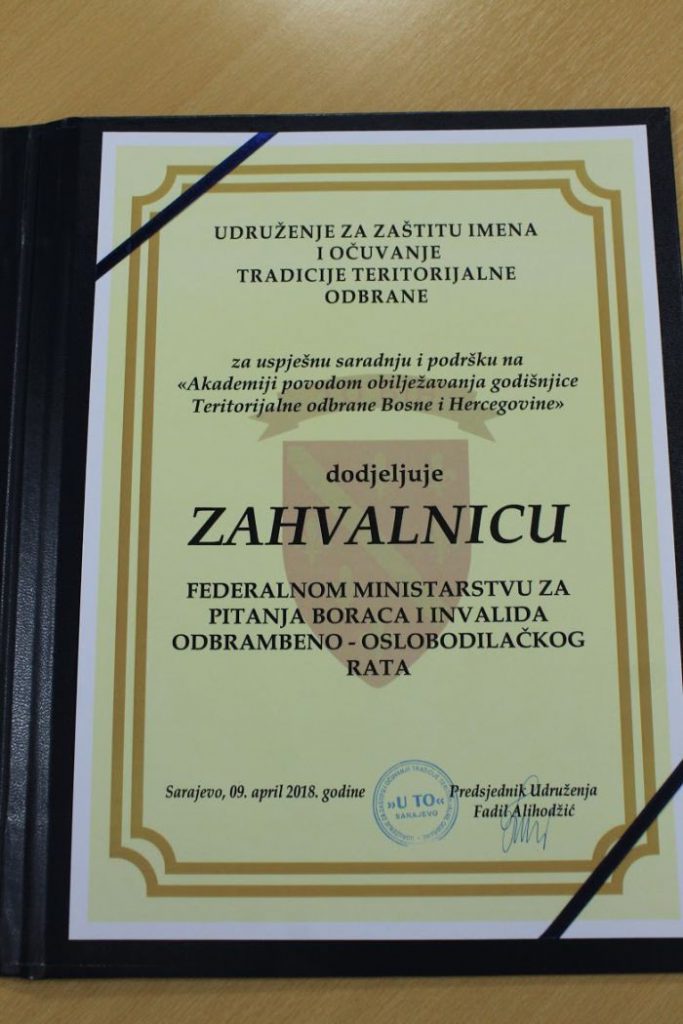 UDRUŽENJE ZA ZAŠTITU IMENA
I OČUVANJE
TRADICIJE TERITORIJALNE
ODBRANE
za uspješnu saradnju i podršku na
«Akademiji povodom obilježavanja godišnjice
Teritorijalne odbrane Bosne i Hercegovine»
dodjeljuje
ZAHVALNICU
FEDERALNOM MINISTARSTVU ZA
PITANJA BORACA I INVALIDA
ODBRAMBENO - OSLOBODILAČKOG
RATA
Sarajevo, 09. april 2018. godine
»U TO«
SARAJEVO
Predsjednik Udruženja
Fadil Alihodžić